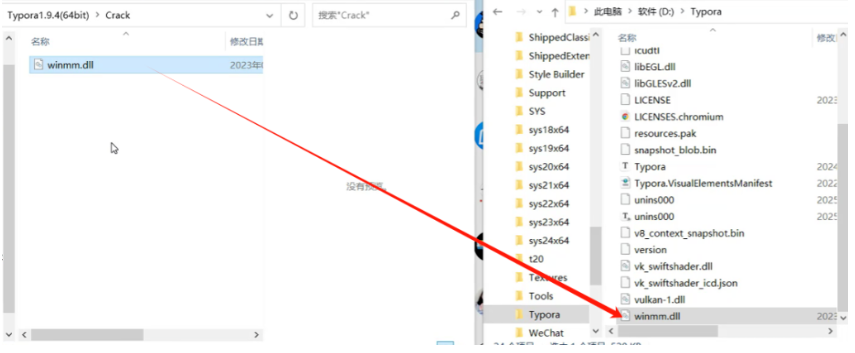 Typora1.9.4(64bit) > Crack
搜索"Crack"
名称
修改日期
winmm.dll
2023年
没有预览。
此电脑 > 软件 (D:) > Typora
ShippedClassi
ShippedExten
Style Builder
Support
SYS
sys18x64
sys19x64
sys20x64
sys21x64
sys22x64
sys23x64
sys24x64
t20
Textures
Tools
Typora
WeChat
名称
修改
icudtl
libEGL.dll
libGLESv2.dll
LICENSE
2023
LICENSES.chromium
resources.pak
snapshot_blob.bin
Typora
2024
Typora.VisualElementsManifest
2022
unins000
2025
unins000
2025
v8_context_snapshot.bin
version
vk_swiftshader.dll
vk_swiftshader_icd.json
vulkan-1.dll
winmm.dll
2023